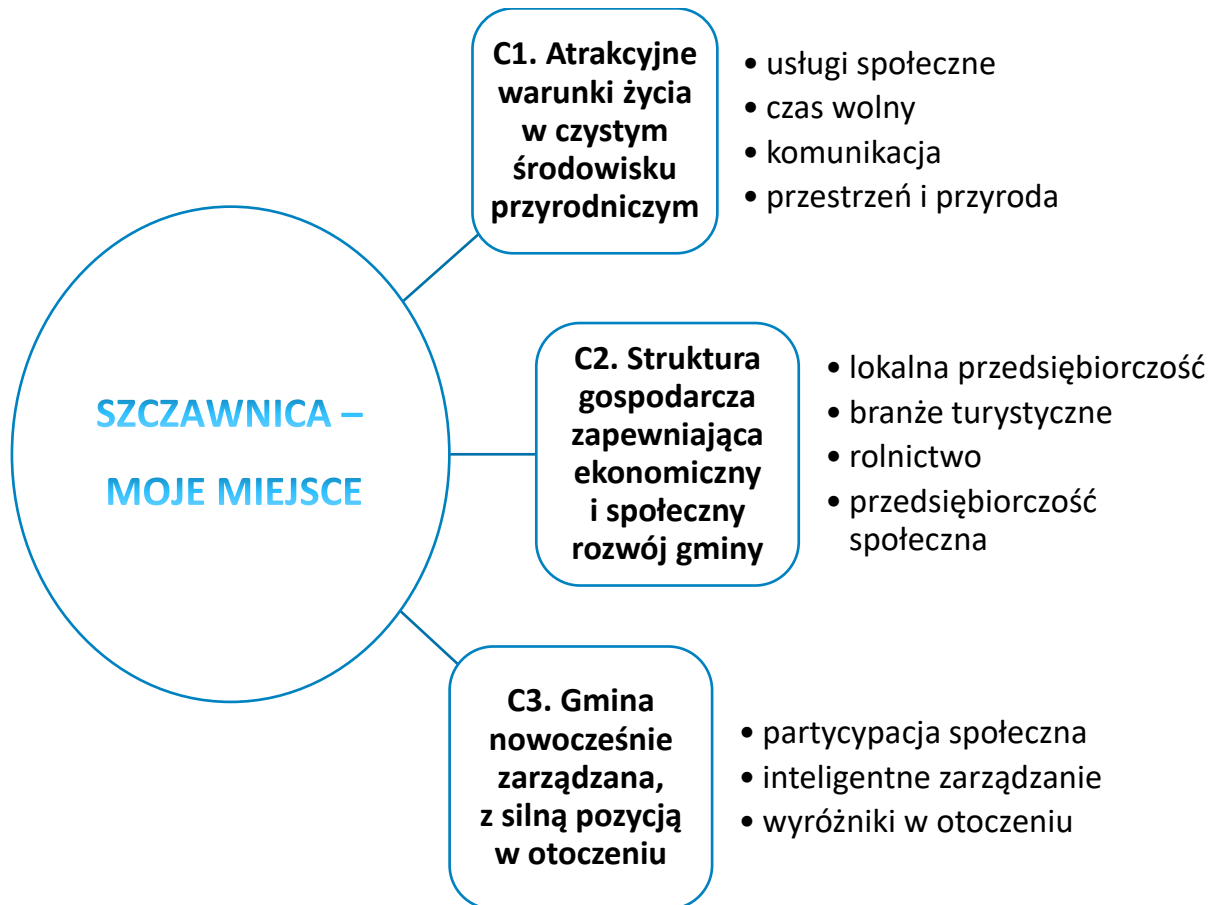 SZCZAWNICA –
MOJE MIEJSCE
C1. Atrakcyjne
warunki życia
w czystym
środowisku
przyrodniczym
• usługi społeczne
• czas wolny
• komunikacja
• przestrzeń i przyroda
C2. Struktura
gospodarcza
zapewniająca
ekonomiczny
i społeczny
rozwój gminy
• lokalna przedsiębiorczość
• branże turystyczne
• rolnictwo
• przedsiębiorczość
społeczna
C3. Gmina
nowocześnie
zarządzana,
z silną pozycją
w otoczeniu
• partycypacja społeczna
• inteligentne zarządzanie
• wyróżniki w otoczeniu